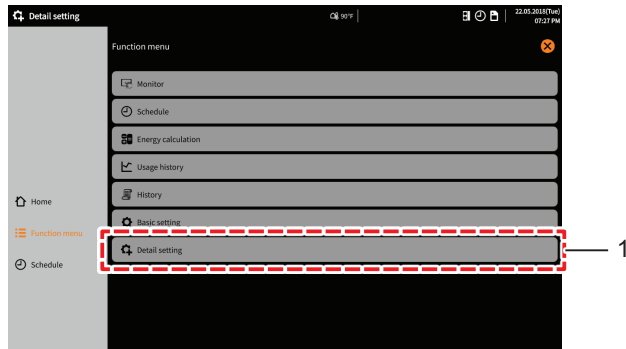 Detail setting
90°F
22.05.2018(Tue)
07:27 PM
Function menu
Monitor
Schedule
Energy calculation
Usage history
History
Basic setting
Detail setting
Home
Function menu
Schedule
1